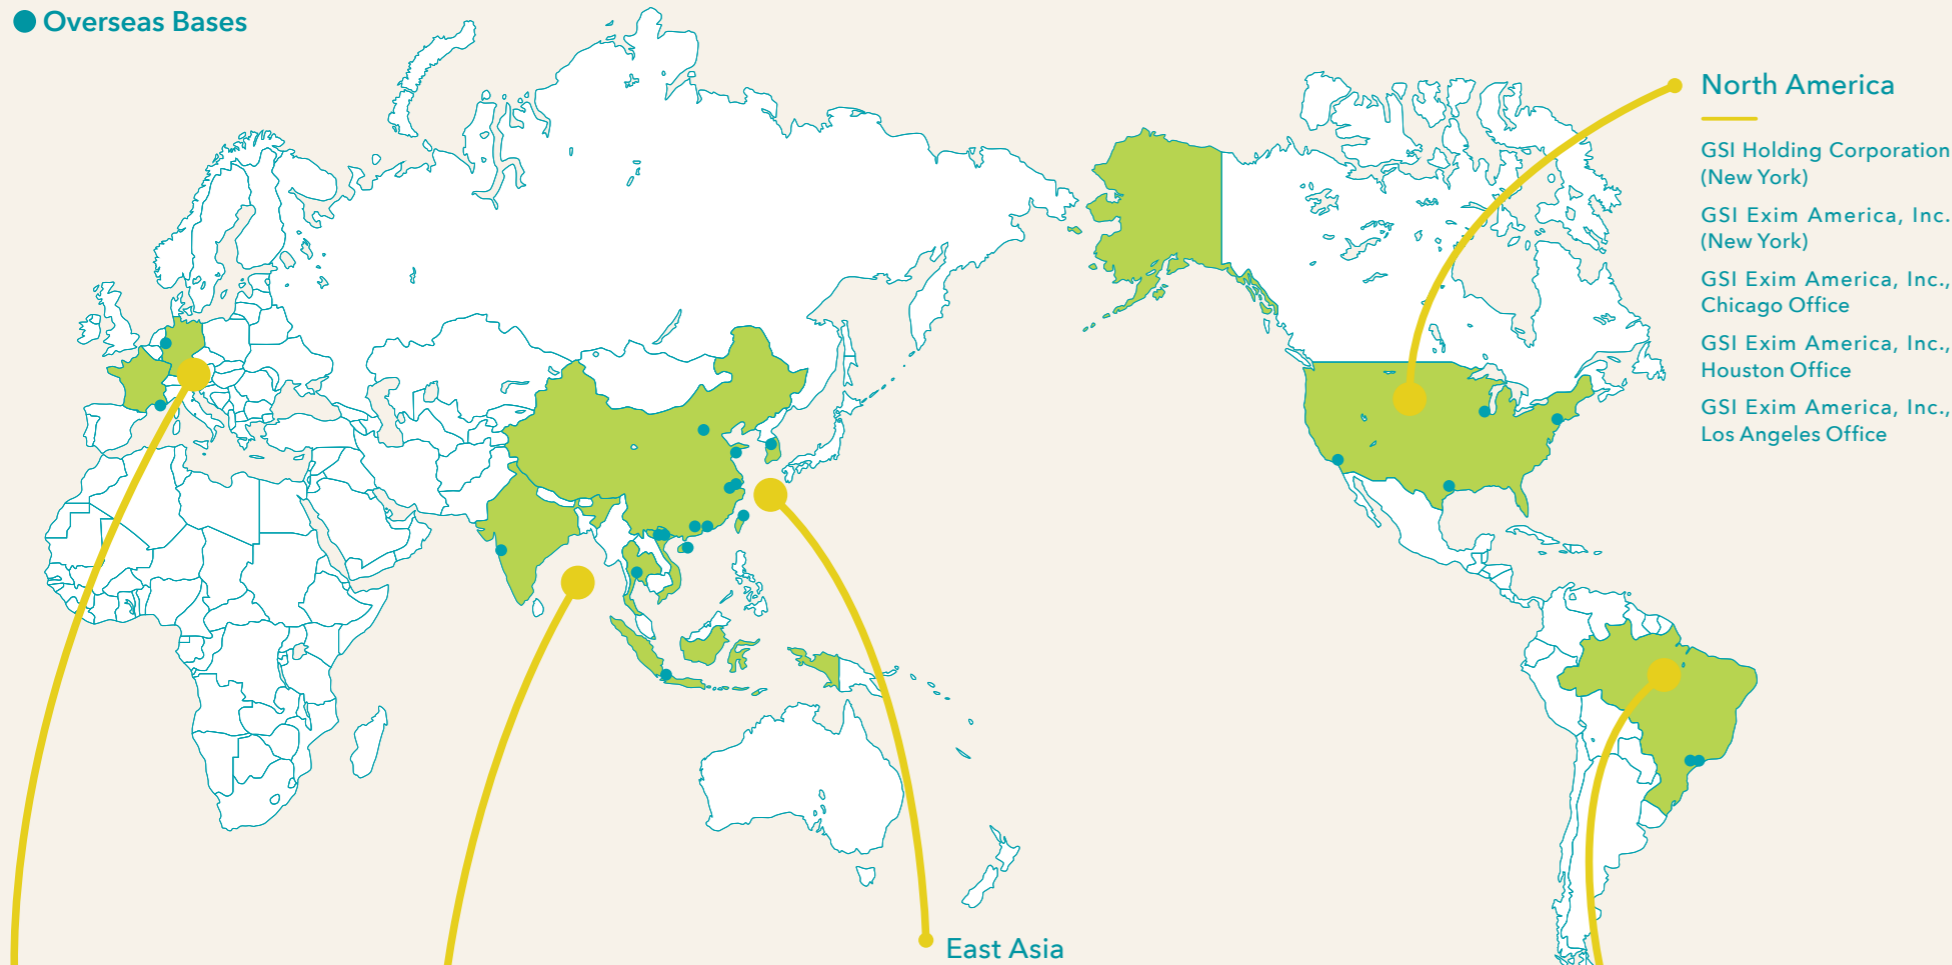 Overseas Bases
North America
GSI Holding Corporation
(New York)
GSI Exim America, Inc.
(New York)
GSI Exim America, Inc.,
Chicago Office
GSI Exim America, Inc.,
Houston Office
GSI Exim America, Inc.,
Los Angeles Office
East Asia